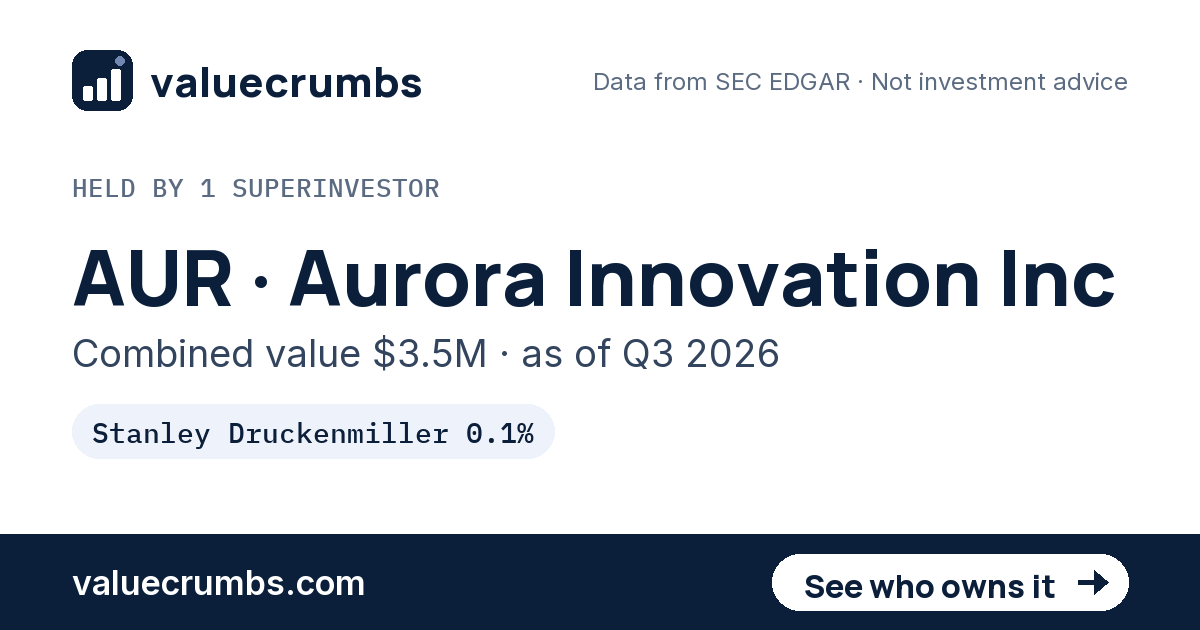 valuecrumbs
Data from SEC EDGAR · Not investment advice
HELD BY 1 SUPERINVESTOR
AUR · Aurora Innovation Inc
Combined value $3.5M · as of Q3 2026
Stanley Druckenmiller 0.1%
valuecrumbs.com
See who owns it →